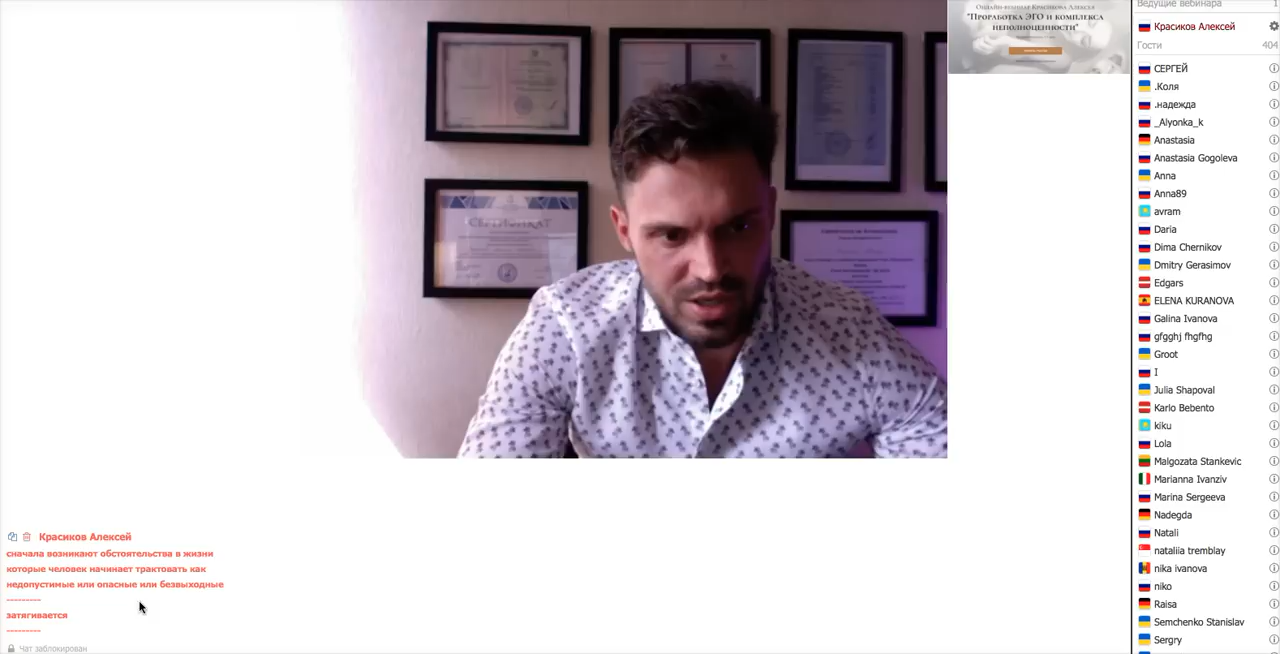 СЕРТИФИКАТ
Онлайн-вебинар Красикова Алексея
"Проработка ЭГО и комплекса
неполноценности"
Ведущие вебинара 1
Красиков Алексей
Гости 404
СЕРГЕЙ
.Коля
.надежда
_Alyonka_k
Anastasia
Anastasia Gogoleva
Anna
Anna89
avram
Daria
Dima Chernikov
Dmitry Gerasimov
Edgars
ELENA KURANOVA
Galina Ivanova
gfgghj fhgfhg
Groot
I
Julia Shapoval
Karlo Bebento
kiku
Lola
Malgozata Stankevic
Marianna Ivanziv
Marina Sergeeva
Nadegda
Natali
nataliia tremblay
nika ivanova
niko
Raisa
Semchenko Stanislav
Sergry
Красиков Алексей
сначала возникают обстоятельства в жизни
которые человек начинает трактовать как
недопустимые или опасные или безвыходные
---------
затягивается
---------
Чат заблокирован